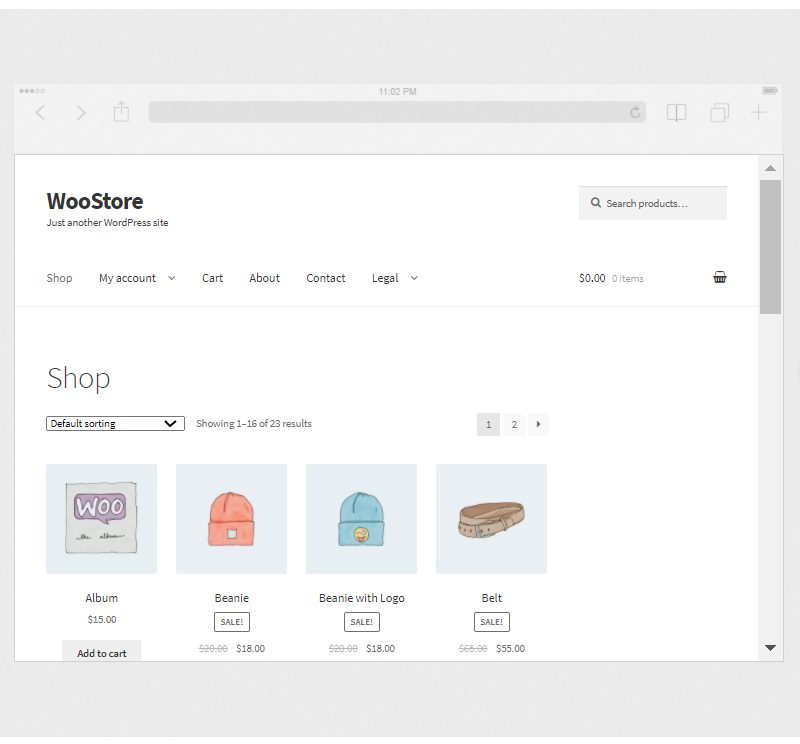 11:02 PM
WooStore
Just another WordPress site
Search products…
Shop My account Cart About Contact Legal $0.00 0 items
Shop
Default sorting Showing 1–16 of 23 results 1 2
WOO
the album
Album Beanie Beanie with Logo Belt
$15.00 SALE! SALE! SALE!
$20.00 $18.00 $20.00 $18.00 $65.00 $55.00
Add to cart